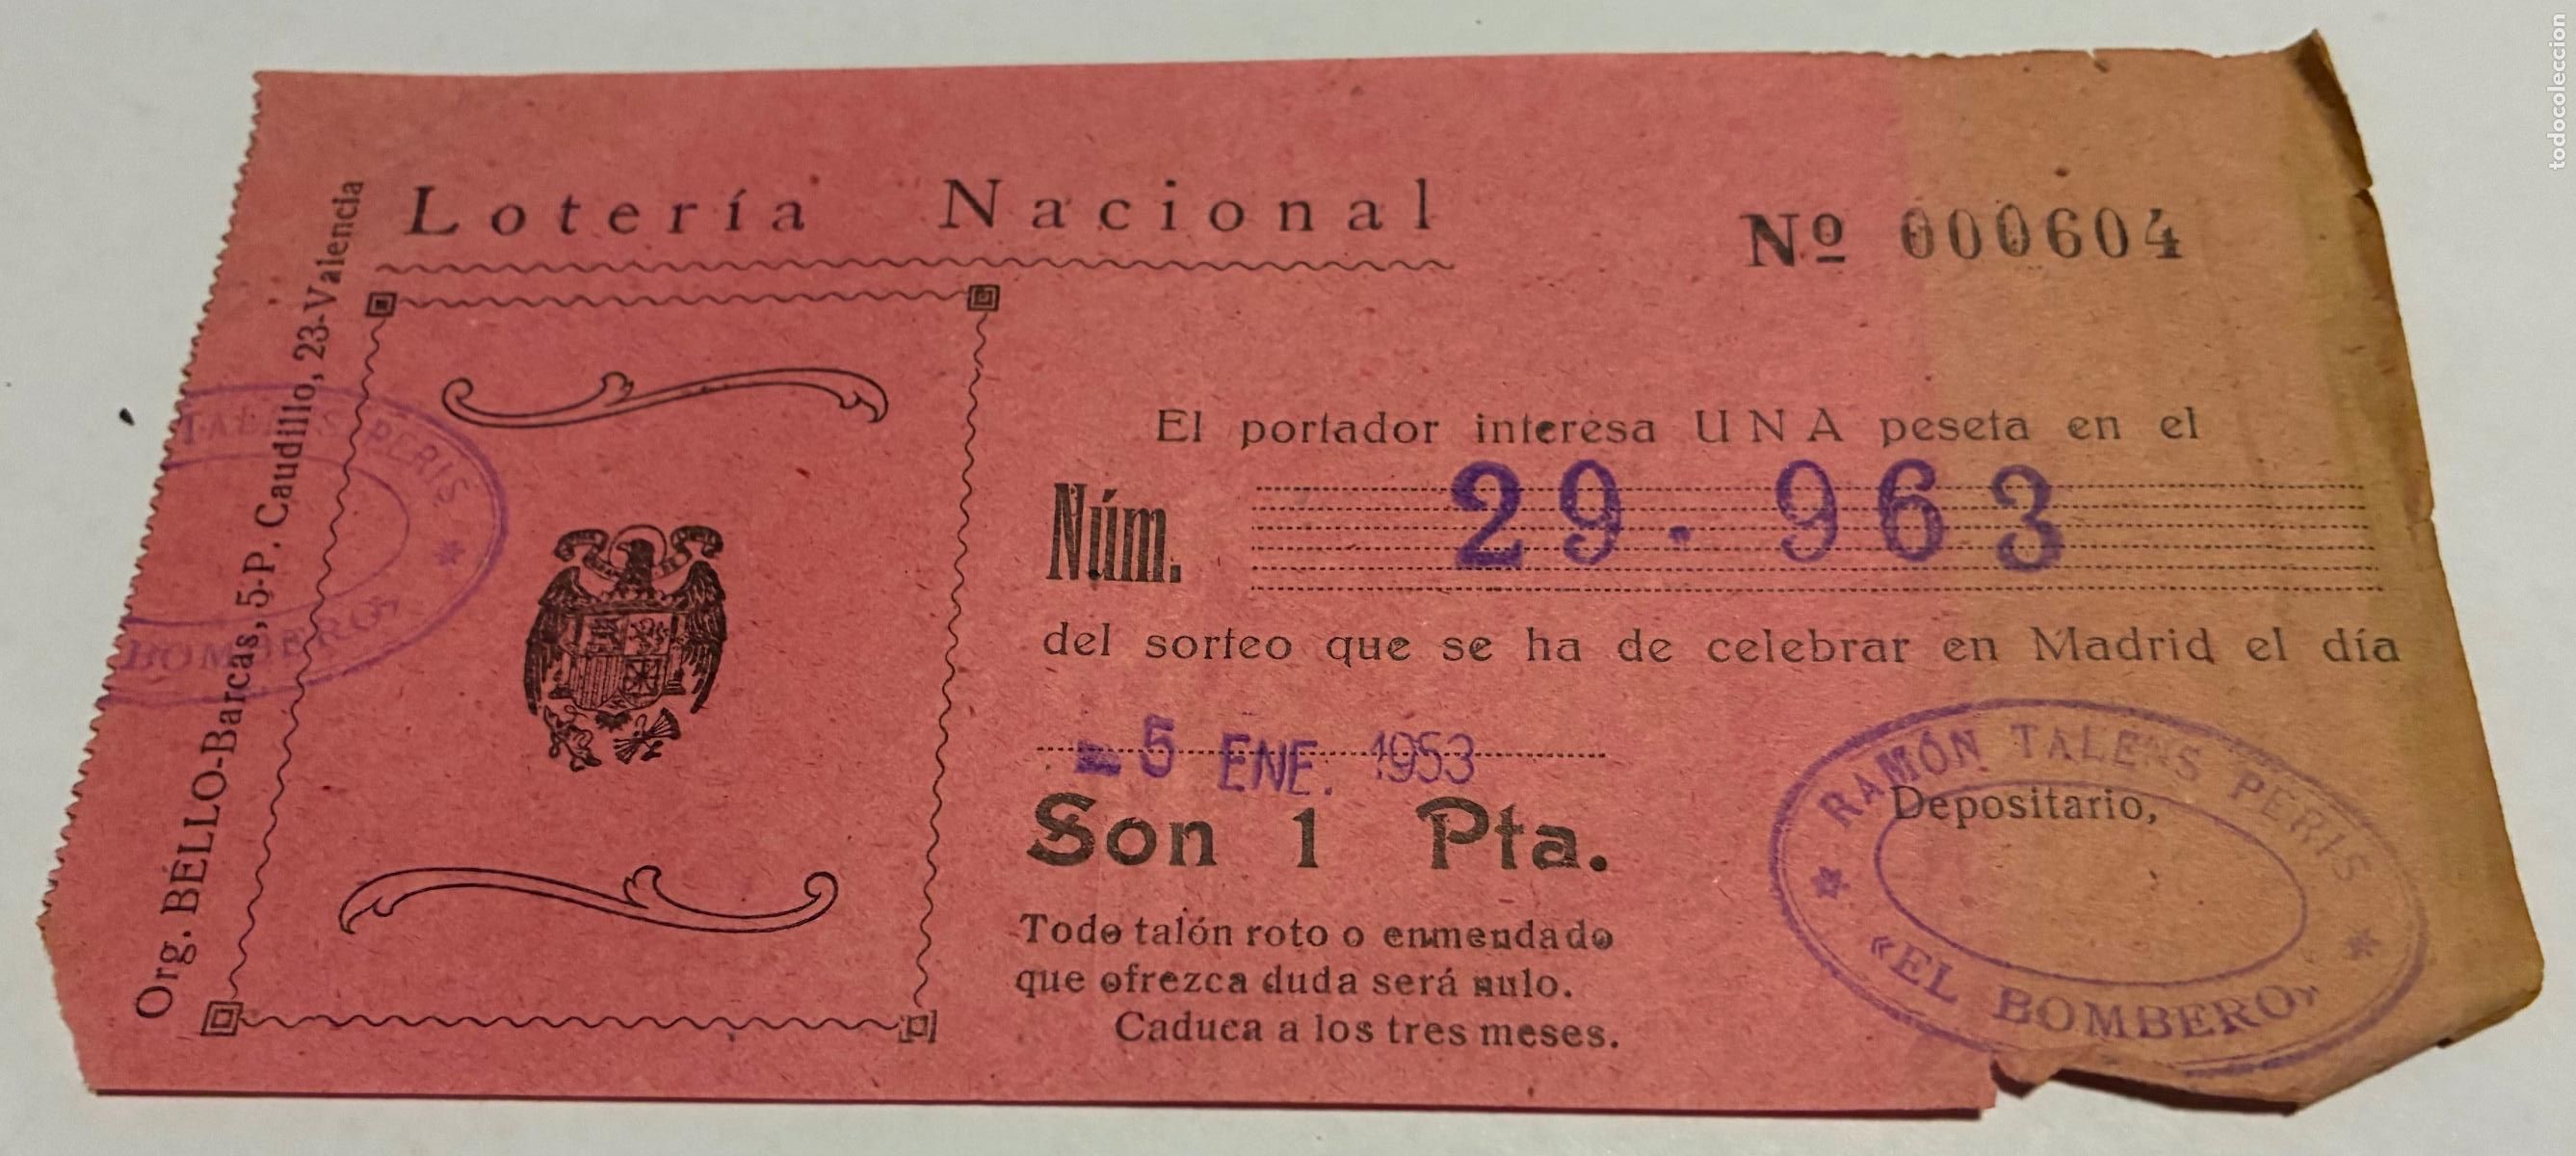 Lotería Nacional
Nº 000604
Org. BELLO-Barcas, 5-P. Caudillo, 23-Valencia
TALENS PERIS
BOMBERO»
El portador interesa UNA peseta en el
Núm. 29.963
del sorteo que se ha de celebrar en Madrid el día
- 5 ENE. 1953
Son 1 Pta.
Todo talón roto o enmendado
que ofrezca duda será nulo.
Caduca a los tres meses.
Depositario,
RAMÓN TALENS PERIS
«EL BOMBERO»
todocoleccion